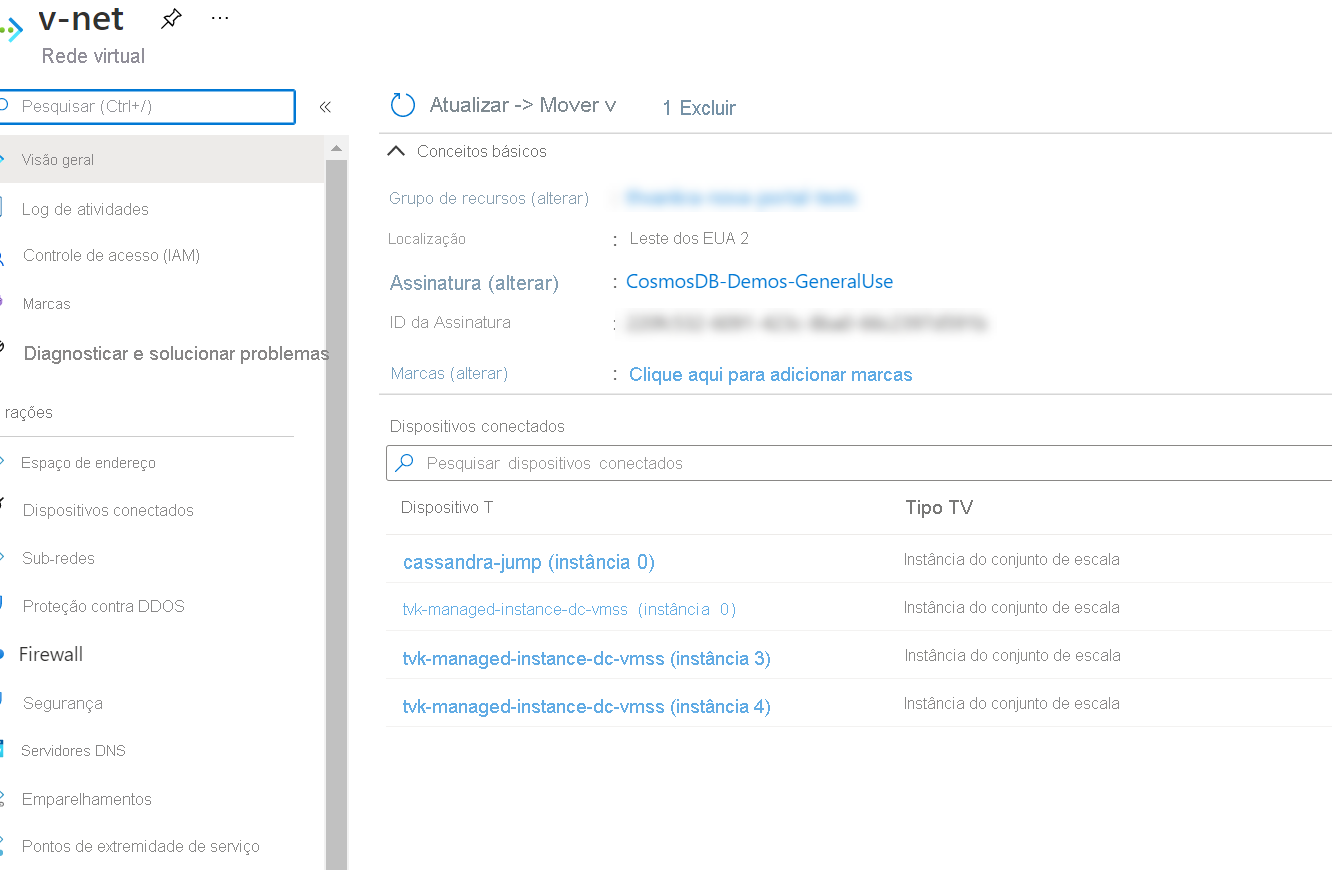 v-net
...
Rede virtual
Pesquisar (Ctrl+/)
«
Visão geral
Log de atividades
Controle de acesso (IAM)
Marcas
Diagnosticar e solucionar problemas
rações
Espaço de endereço
Dispositivos conectados
Sub-redes
Proteção contra DDOS
Firewall
Segurança
Servidores DNS
Emparelhamentos
Pontos de extremidade de serviço
Atualizar -> Mover v 1 Excluir
Conceitos básicos
Grupo de recursos (alterar) :
Localização : Leste dos EUA 2
Assinatura (alterar) : CosmosDB-Demos-GeneralUse
ID da Assinatura :
Marcas (alterar) : Clique aqui para adicionar marcas
Dispositivos conectados
Pesquisar dispositivos conectados
Dispositivo T Tipo TV
cassandra-jump (instância 0) Instância do conjunto de escala
tvk-managed-instance-dc-vmss (instância 0) Instância do conjunto de escala
tvk-managed-instance-dc-vmss (instância 3) Instância do conjunto de escala
tvk-managed-instance-dc-vmss (instância 4) Instância do conjunto de escala